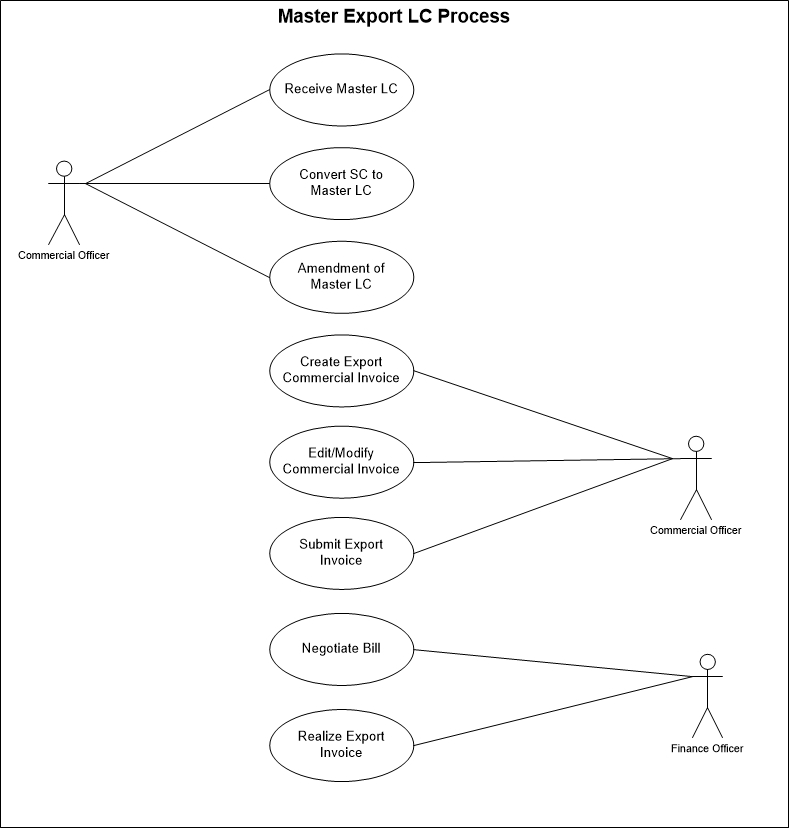 Master Export LC Process
Receive Master LC
Convert SC to
Master LC
Commercial Officer
Amendment of
Master LC
Create Export
Commercial Invoice
Edit/Modify
Commercial Invoice
Commercial Officer
Submit Export
Invoice
Negotiate Bill
Realize Export
Invoice
Finance Officer